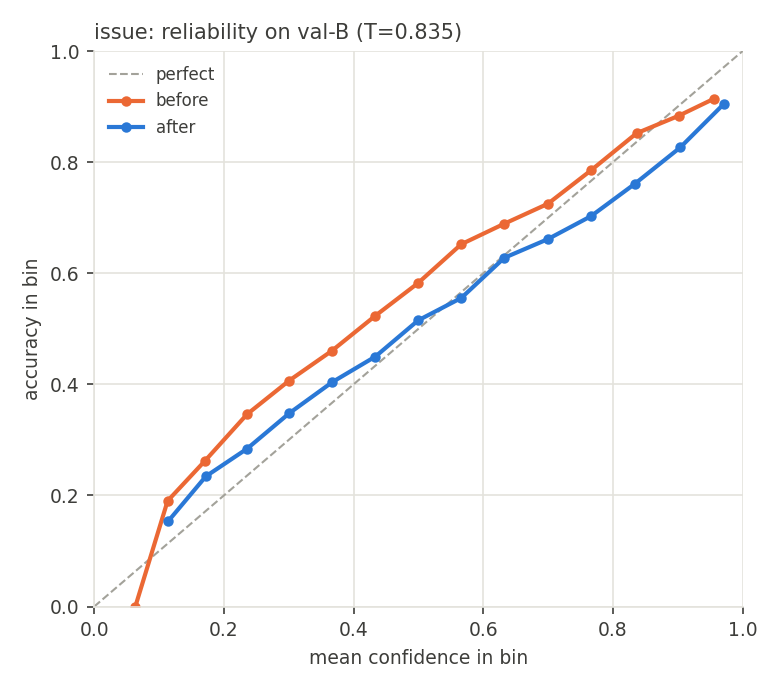 issue: reliability on val-B (T=0.835)
perfect
before
after
1.0
0.8
0.6
0.4
0.2
0.0
accuracy in bin
0.0 0.2 0.4 0.6 0.8 1.0
mean confidence in bin